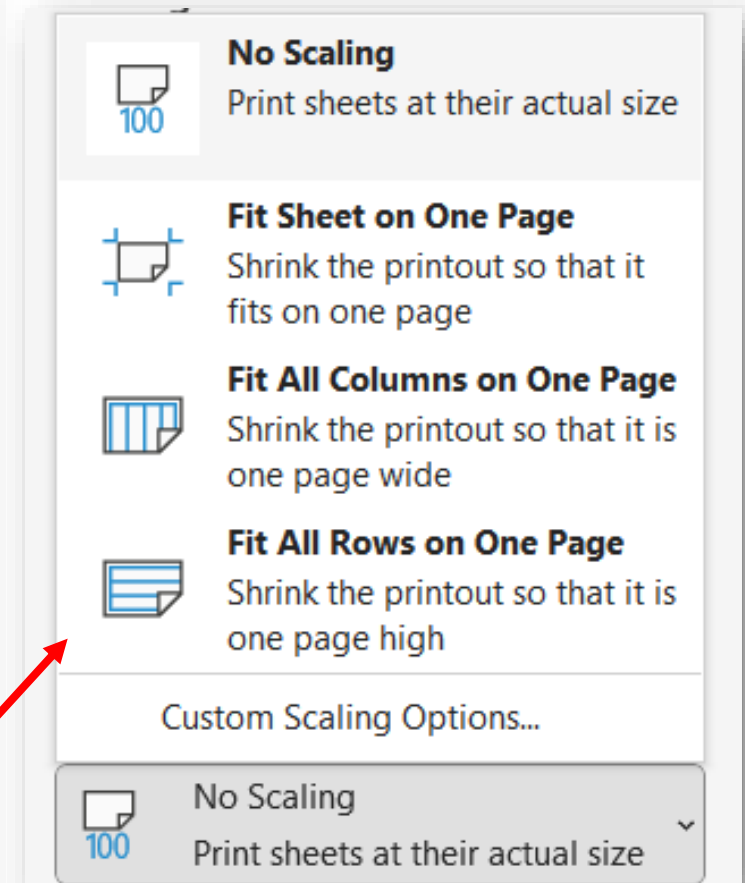 No Scaling
Print sheets at their actual size
100
Fit Sheet on One Page
Shrink the printout so that it
fits on one page
Fit All Columns on One Page
Shrink the printout so that it is
one page wide
Fit All Rows on One Page
Shrink the printout so that it is
one page high
Custom Scaling Options...
No Scaling
100
Print sheets at their actual size